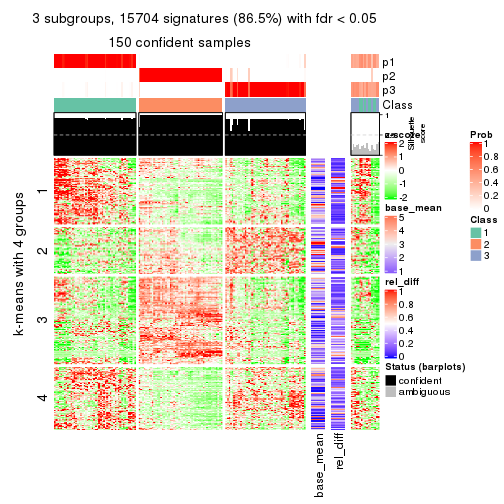 3 subgroups, 15704 signatures (86.5%) with fdr < 0.05
150 confident samples
p1
p2
p3
Class
1
Silhouette
score
k-means with 4 groups
1
2
3
4
base_mean
rel_diff
z-score
2
1
0
-1
-2
base_mean
5
4
3
2
1
rel_diff
1
0.8
0.6
0.4
0.2
0
Status (barplots)
confident
ambiguous
Prob
1
0.8
0.6
0.4
0.2
0
Class
1
2
3